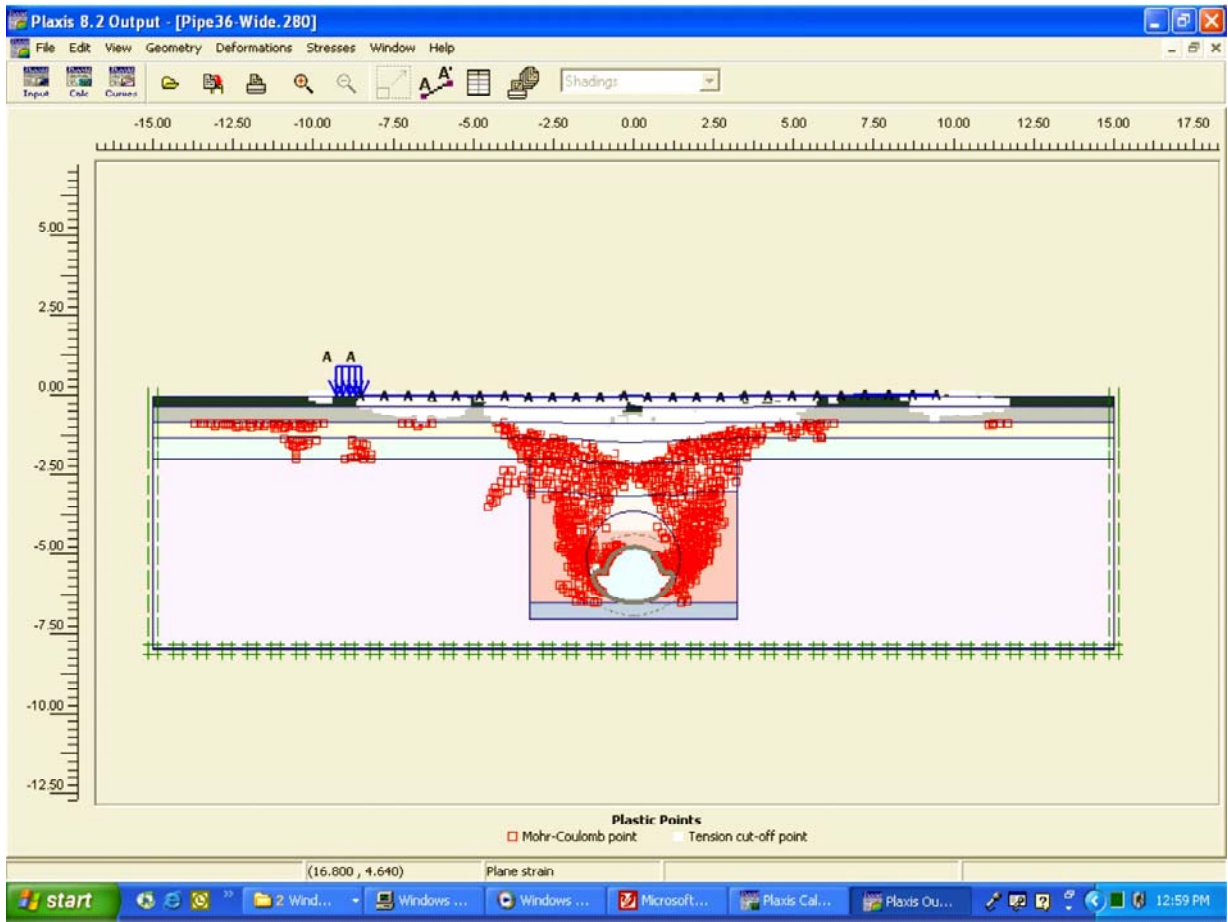 Plaxis 8.2 Output - [Pipe36-Wide.280]
File Edit View Geometry Deformations Stresses Window Help
Input Calc Curves Shadings
-15.00 -12.50 -10.00 -7.50 -5.00 -2.50 0.00 2.50 5.00 7.50 10.00 12.50 15.00 17.50
5.00
2.50
A A
0.00
A A A A A A A A A A A A A A A A A A A A A A A A A
-2.50
-5.00
-7.50
-10.00
-12.50
Plastic Points
Mohr-Coulomb point Tension cut-off point
(16.800 , 4.640) Plane strain
start 2 Wind... Windows ... Windows ... Microsoft... Plaxis Cal... Plaxis Ou... 12:59 PM